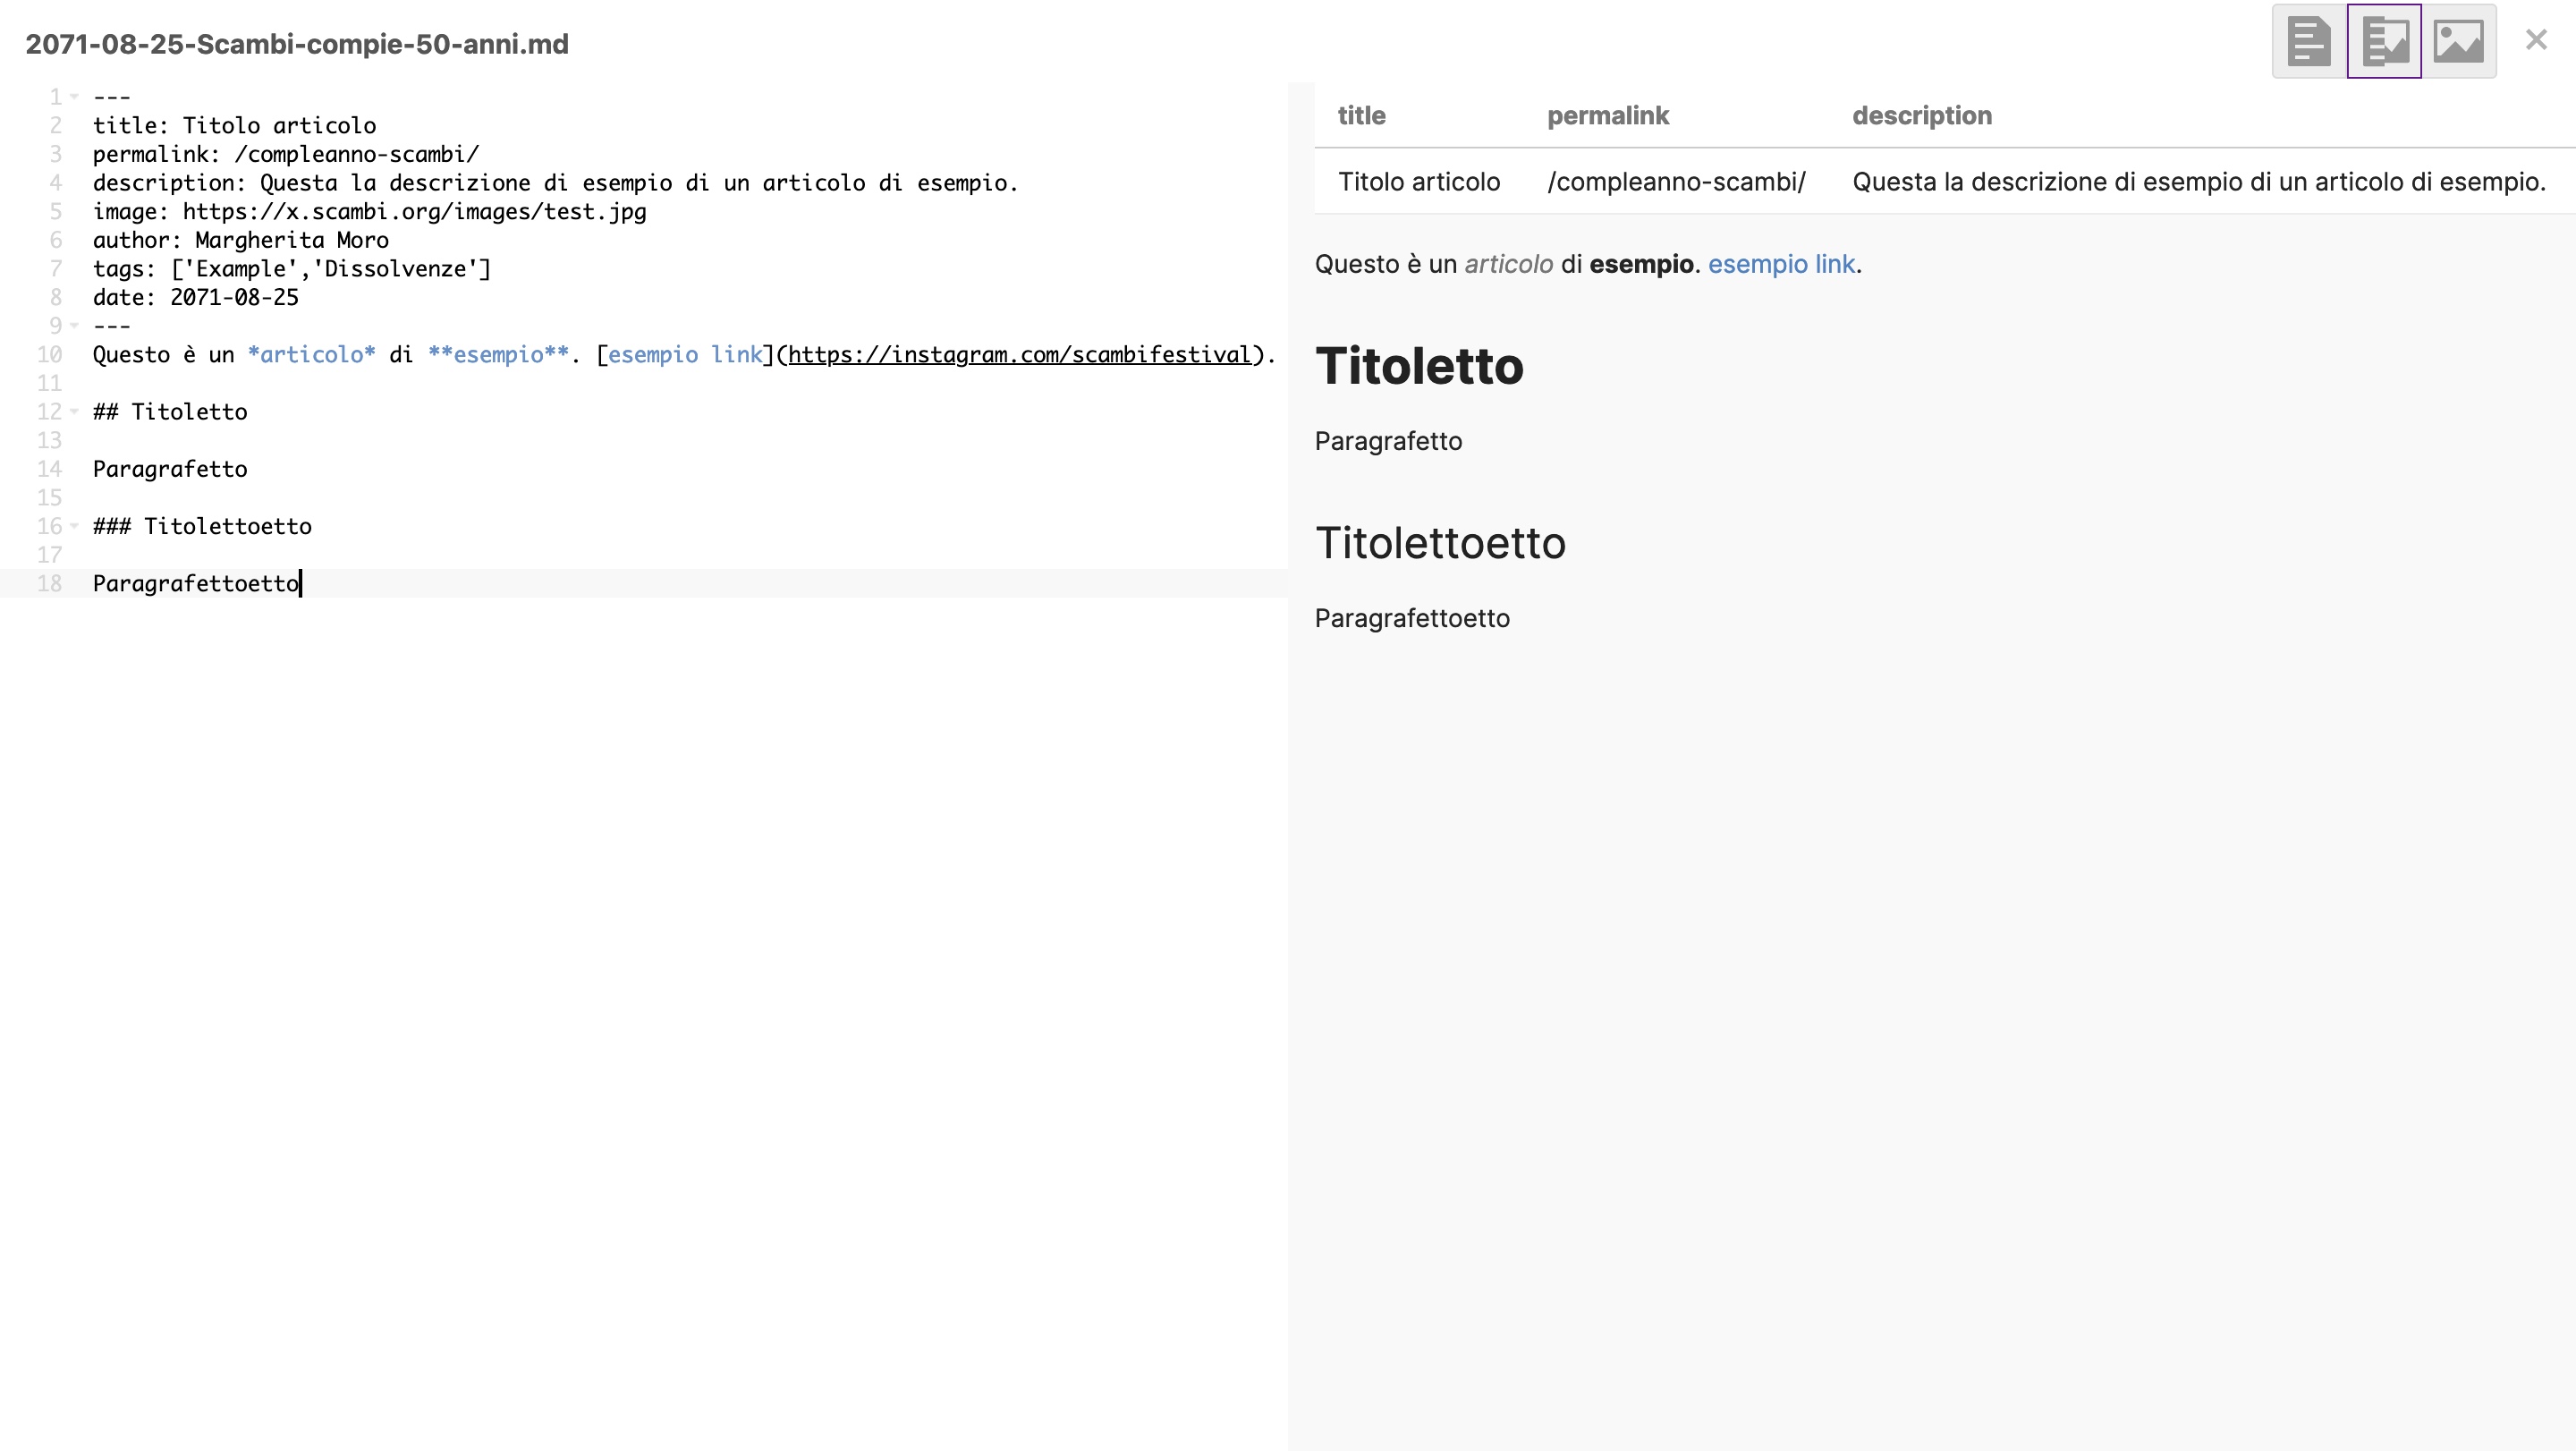 2071-08-25-Scambi-compie-50-anni.md
1 ---
2 title: Titolo articolo
3 permalink: /compleanno-scambi/
4 description: Questa la descrizione di esempio di un articolo di esempio.
5 image: https://x.scambi.org/images/test.jpg
6 author: Margherita Moro
7 tags: ['Example','Dissolvenze']
8 date: 2071-08-25
9 ---
10 Questo è un *articolo* di **esempio**. [esempio link](https://instagram.com/scambifestival).
11
12 ## Titoletto
13
14 Paragrafetto
15
16 ### Titolettoetto
17
18 Paragrafettoetto
title permalink description
Titolo articolo /compleanno-scambi/ Questa la descrizione di esempio di un articolo di esempio.
Questo è un articolo di esempio. esempio link.
Titoletto
Paragrafetto
Titolettoetto
Paragrafettoetto